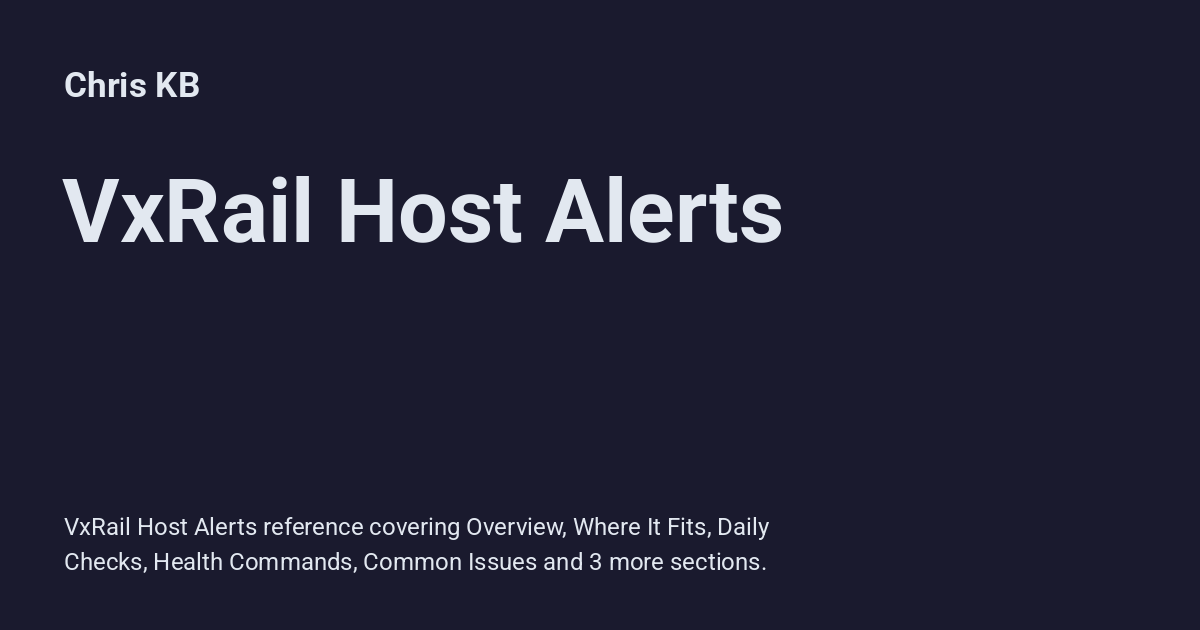 Chris KB
VxRail Host Alerts
VxRail Host Alerts reference covering Overview, Where It Fits, Daily
Checks, Health Commands, Common Issues and 3 more sections.